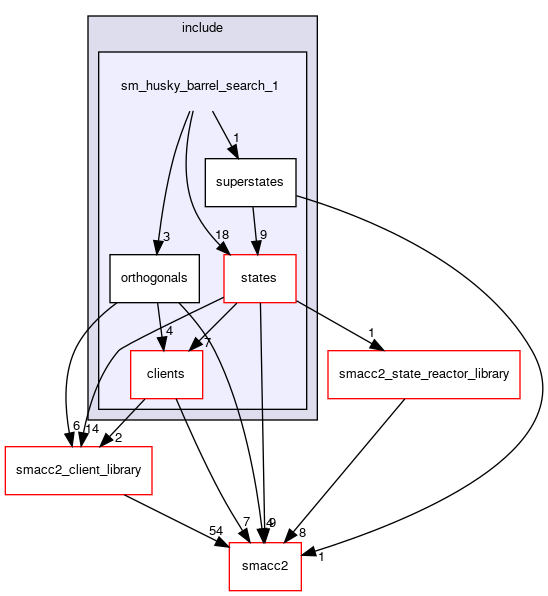 include
sm_husky_barrel_search_1
1
superstates
3
18
9
orthogonals
states
4
7
1
clients
smacc2_state_reactor_library
6
14
2
smacc2_client_library
54
7
4
9
8
1
smacc2